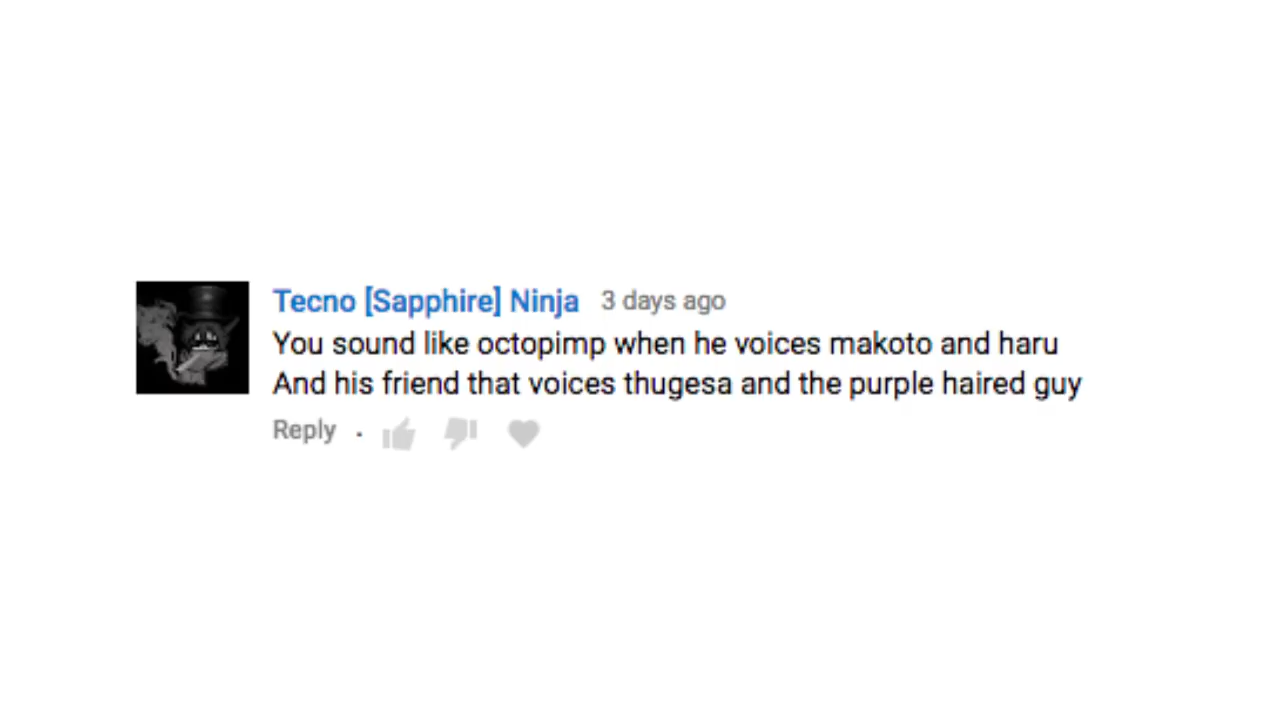 Tecno [Sapphire] Ninja 3 days ago
You sound like octopimp when he voices makoto and haru
And his friend that voices thugesa and the purple haired guy
Reply ·